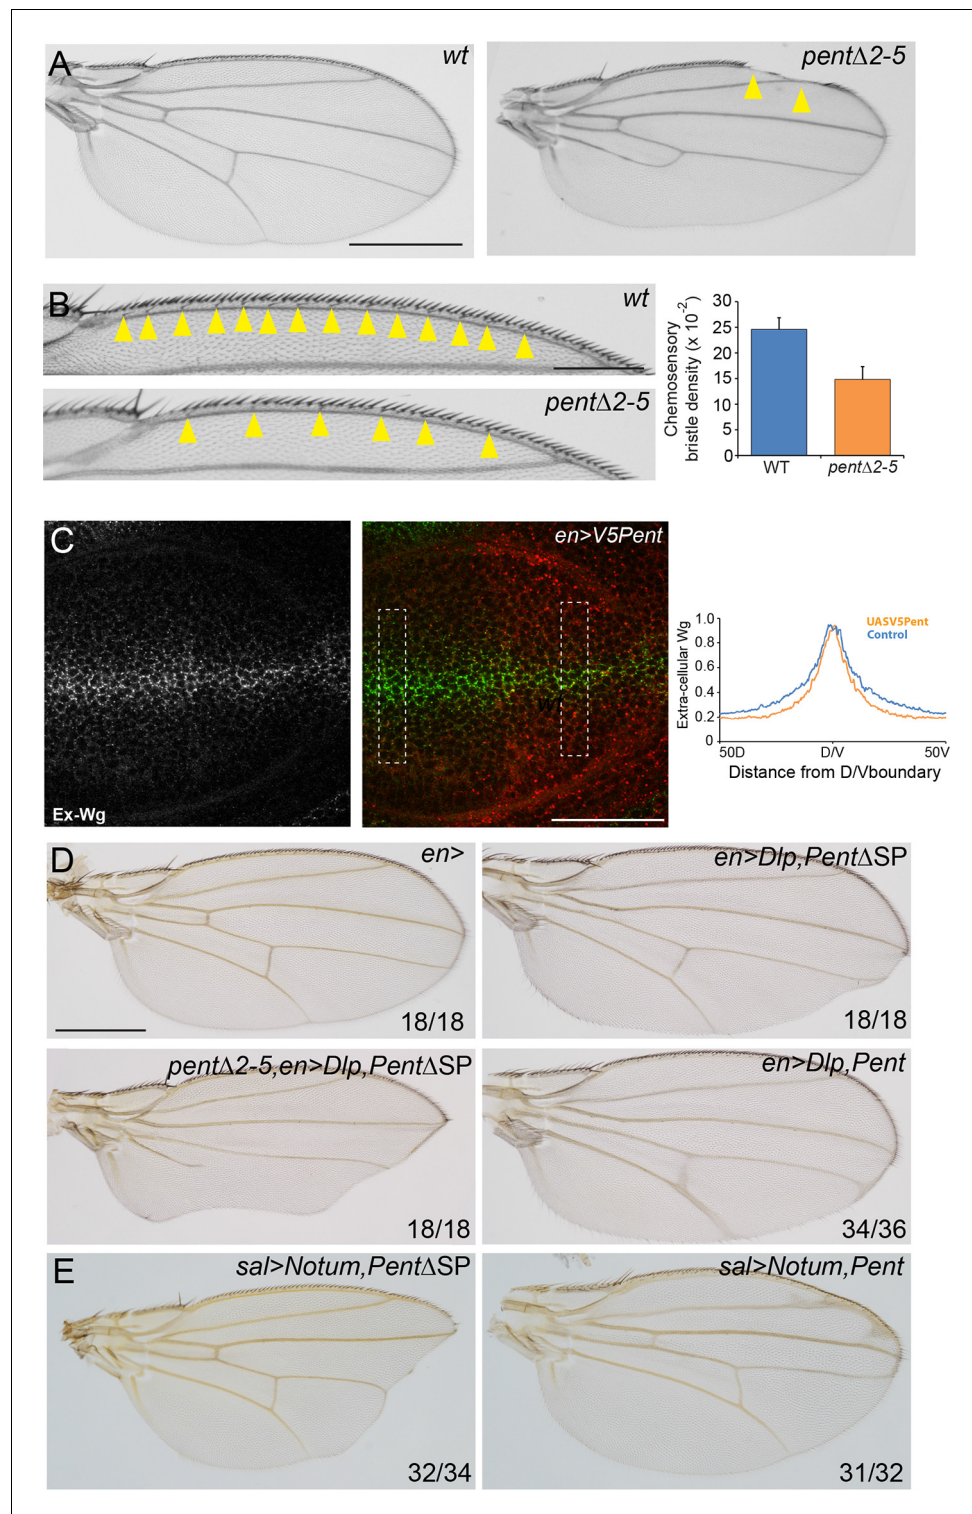 A
wt
pentΔ2-5
B
wt
pentΔ2-5
Chemosensory
bristle density (x 10-2)
30
25
20
15
10
5
0
WT
pentΔ2-5
C
Ex-Wg
en>V5Pent
wt
Extra-cellular Wg
1.0
0.8
0.6
0.4
0.2
0
UASV5Pent
Control
50D
D/V
50V
Distance from D/Vboundary
D
en>
18/18
en>Dlp,PentΔSP
18/18
pentΔ2-5,en>Dlp,PentΔSP
18/18
en>Dlp,Pent
34/36
E
sal>Notum,PentΔSP
32/34
sal>Notum,Pent
31/32